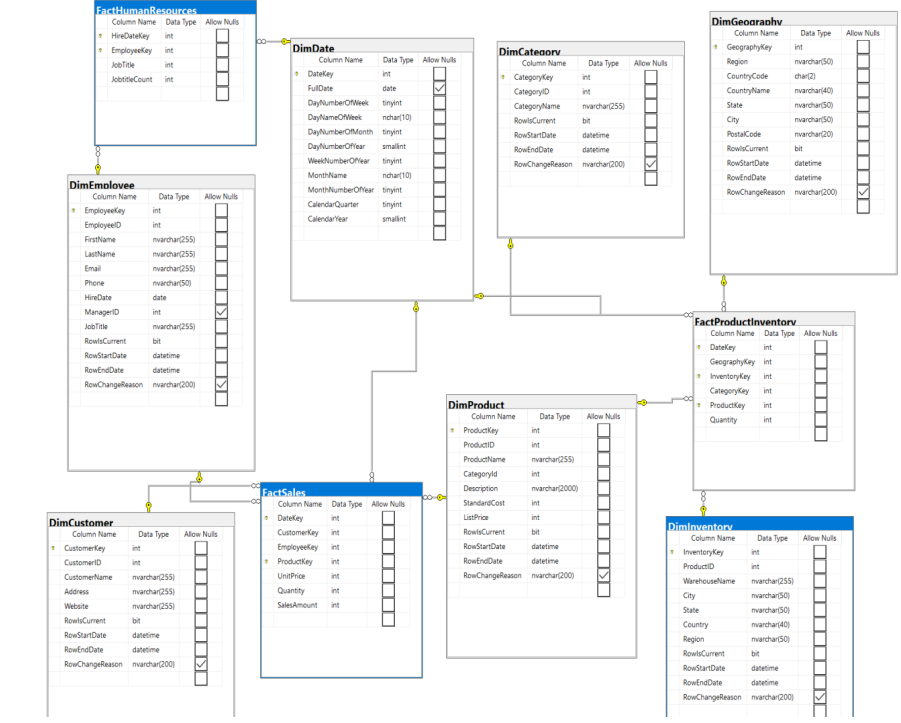 FactHumanResources
Column Name Data Type Allow Nulls
HireDateKey int
EmployeeKey int
JobTitle int
JobtitleCount int
DimDate
Column Name Data Type Allow Nulls
DateKey int
FullDate date
DayNumberOfWeek tinyint
DayNameOfWeek nchar(10)
DayNumberOfMonth tinyint
DayNumberOfYear smallint
WeekNumberOfYear tinyint
MonthName nchar(10)
MonthNumberOfYear tinyint
CalendarQuarter tinyint
CalendarYear smallint
DimCategory
Column Name Data Type Allow Nulls
CategoryKey int
CategoryID int
CategoryName nvarchar(255)
RowIsCurrent bit
RowStartDate datetime
RowEndDate datetime
RowChangeReason nvarchar(200)
DimGeography
Column Name Data Type Allow Nulls
GeographyKey int
Region nvarchar(50)
CountryCode char(2)
CountryName nvarchar(40)
State nvarchar(50)
City nvarchar(50)
PostalCode nvarchar(20)
RowIsCurrent bit
RowStartDate datetime
RowEndDate datetime
RowChangeReason nvarchar(200)
DimEmployee
Column Name Data Type Allow Nulls
EmployeeKey int
EmployeeID int
FirstName nvarchar(255)
LastName nvarchar(255)
Email nvarchar(255)
Phone nvarchar(50)
HireDate date
ManagerID int
JobTitle nvarchar(255)
RowIsCurrent bit
RowStartDate datetime
RowEndDate datetime
RowChangeReason nvarchar(200)
FactProductInventory
Column Name Data Type Allow Nulls
DateKey int
GeographyKey int
InventoryKey int
CategoryKey int
ProductKey int
Quantity int
DimProduct
Column Name Data Type Allow Nulls
ProductKey int
ProductID int
ProductName nvarchar(255)
CategoryId int
Description nvarchar(2000)
StandardCost int
ListPrice int
RowIsCurrent bit
RowStartDate datetime
RowEndDate datetime
RowChangeReason nvarchar(200)
FactSales
Column Name Data Type Allow Nulls
DateKey int
CustomerKey int
EmployeeKey int
ProductKey int
UnitPrice int
Quantity int
SalesAmount int
DimCustomer
Column Name Data Type Allow Nulls
CustomerKey int
CustomerID int
CustomerName nvarchar(255)
Address nvarchar(255)
Website nvarchar(255)
RowIsCurrent bit
RowStartDate datetime
RowEndDate datetime
RowChangeReason nvarchar(200)
DimInventory
Column Name Data Type Allow Nulls
InventoryKey int
ProductID int
WarehouseName nvarchar(255)
City nvarchar(50)
State nvarchar(50)
Country nvarchar(40)
Region nvarchar(50)
RowIsCurrent bit
RowStartDate datetime
RowEndDate datetime
RowChangeReason nvarchar(200)